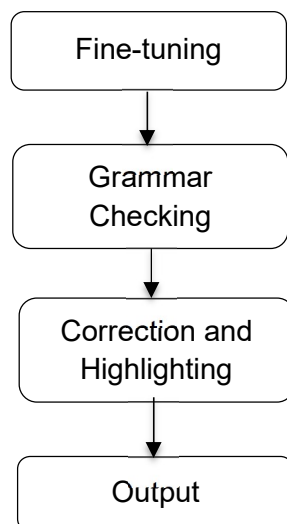 Fine-tuning
Grammar
Checking
Correction and
Highlighting
Output